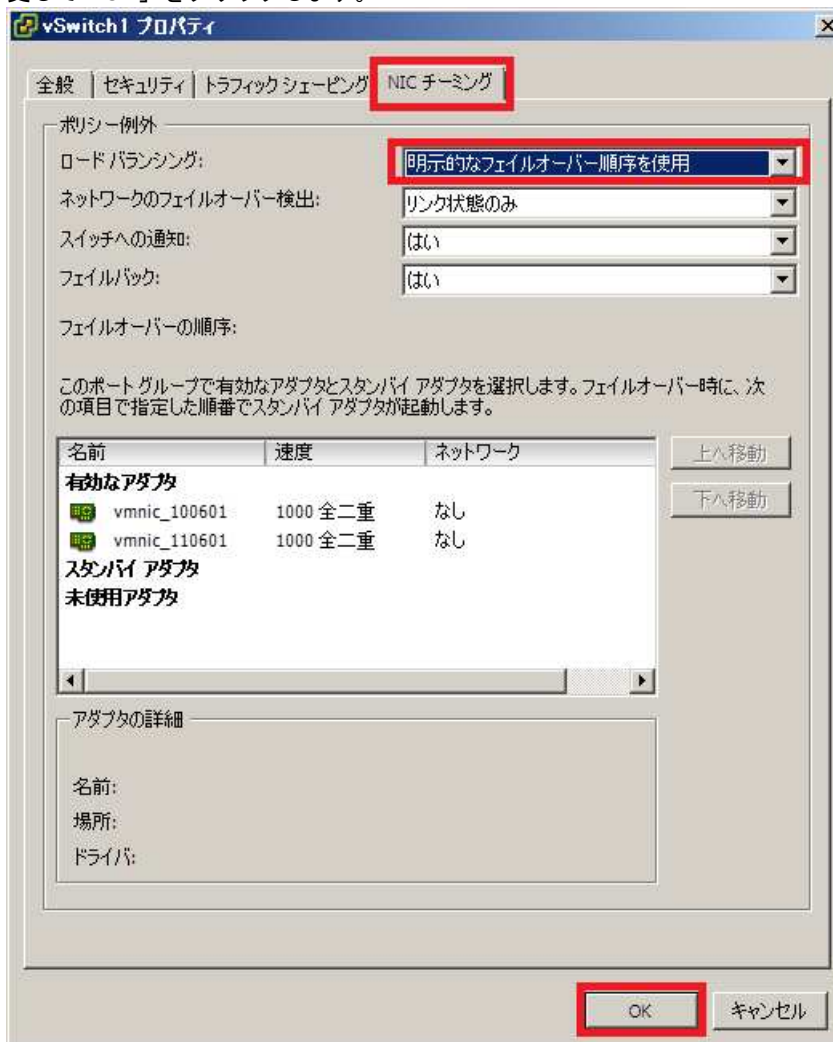 vSwitch1 プロパティ
全般 セキュリティ トラフィック シェーピング NIC チーミング
ポリシー例外
ロード バランシング: 明示的なフェイルオーバー順序を使用
ネットワークのフェイルオーバー検出: リンク状態のみ
スイッチへの通知: はい
フェイルバック: はい
フェイルオーバーの順序:
このポート グループで有効なアダプタとスタンバイ アダプタを選択します。フェイルオーバー時に、次
の項目で指定した順番でスタンバイ アダプタが起動します。
名前 速度 ネットワーク
上へ移動
有効なアダプタ
下へ移動
vmnic_100601 1000 全二重 なし
vmnic_110601 1000 全二重 なし
スタンバイ アダプタ
未使用アダプタ
アダプタの詳細
名前:
場所:
ドライバ:
OK キャンセル